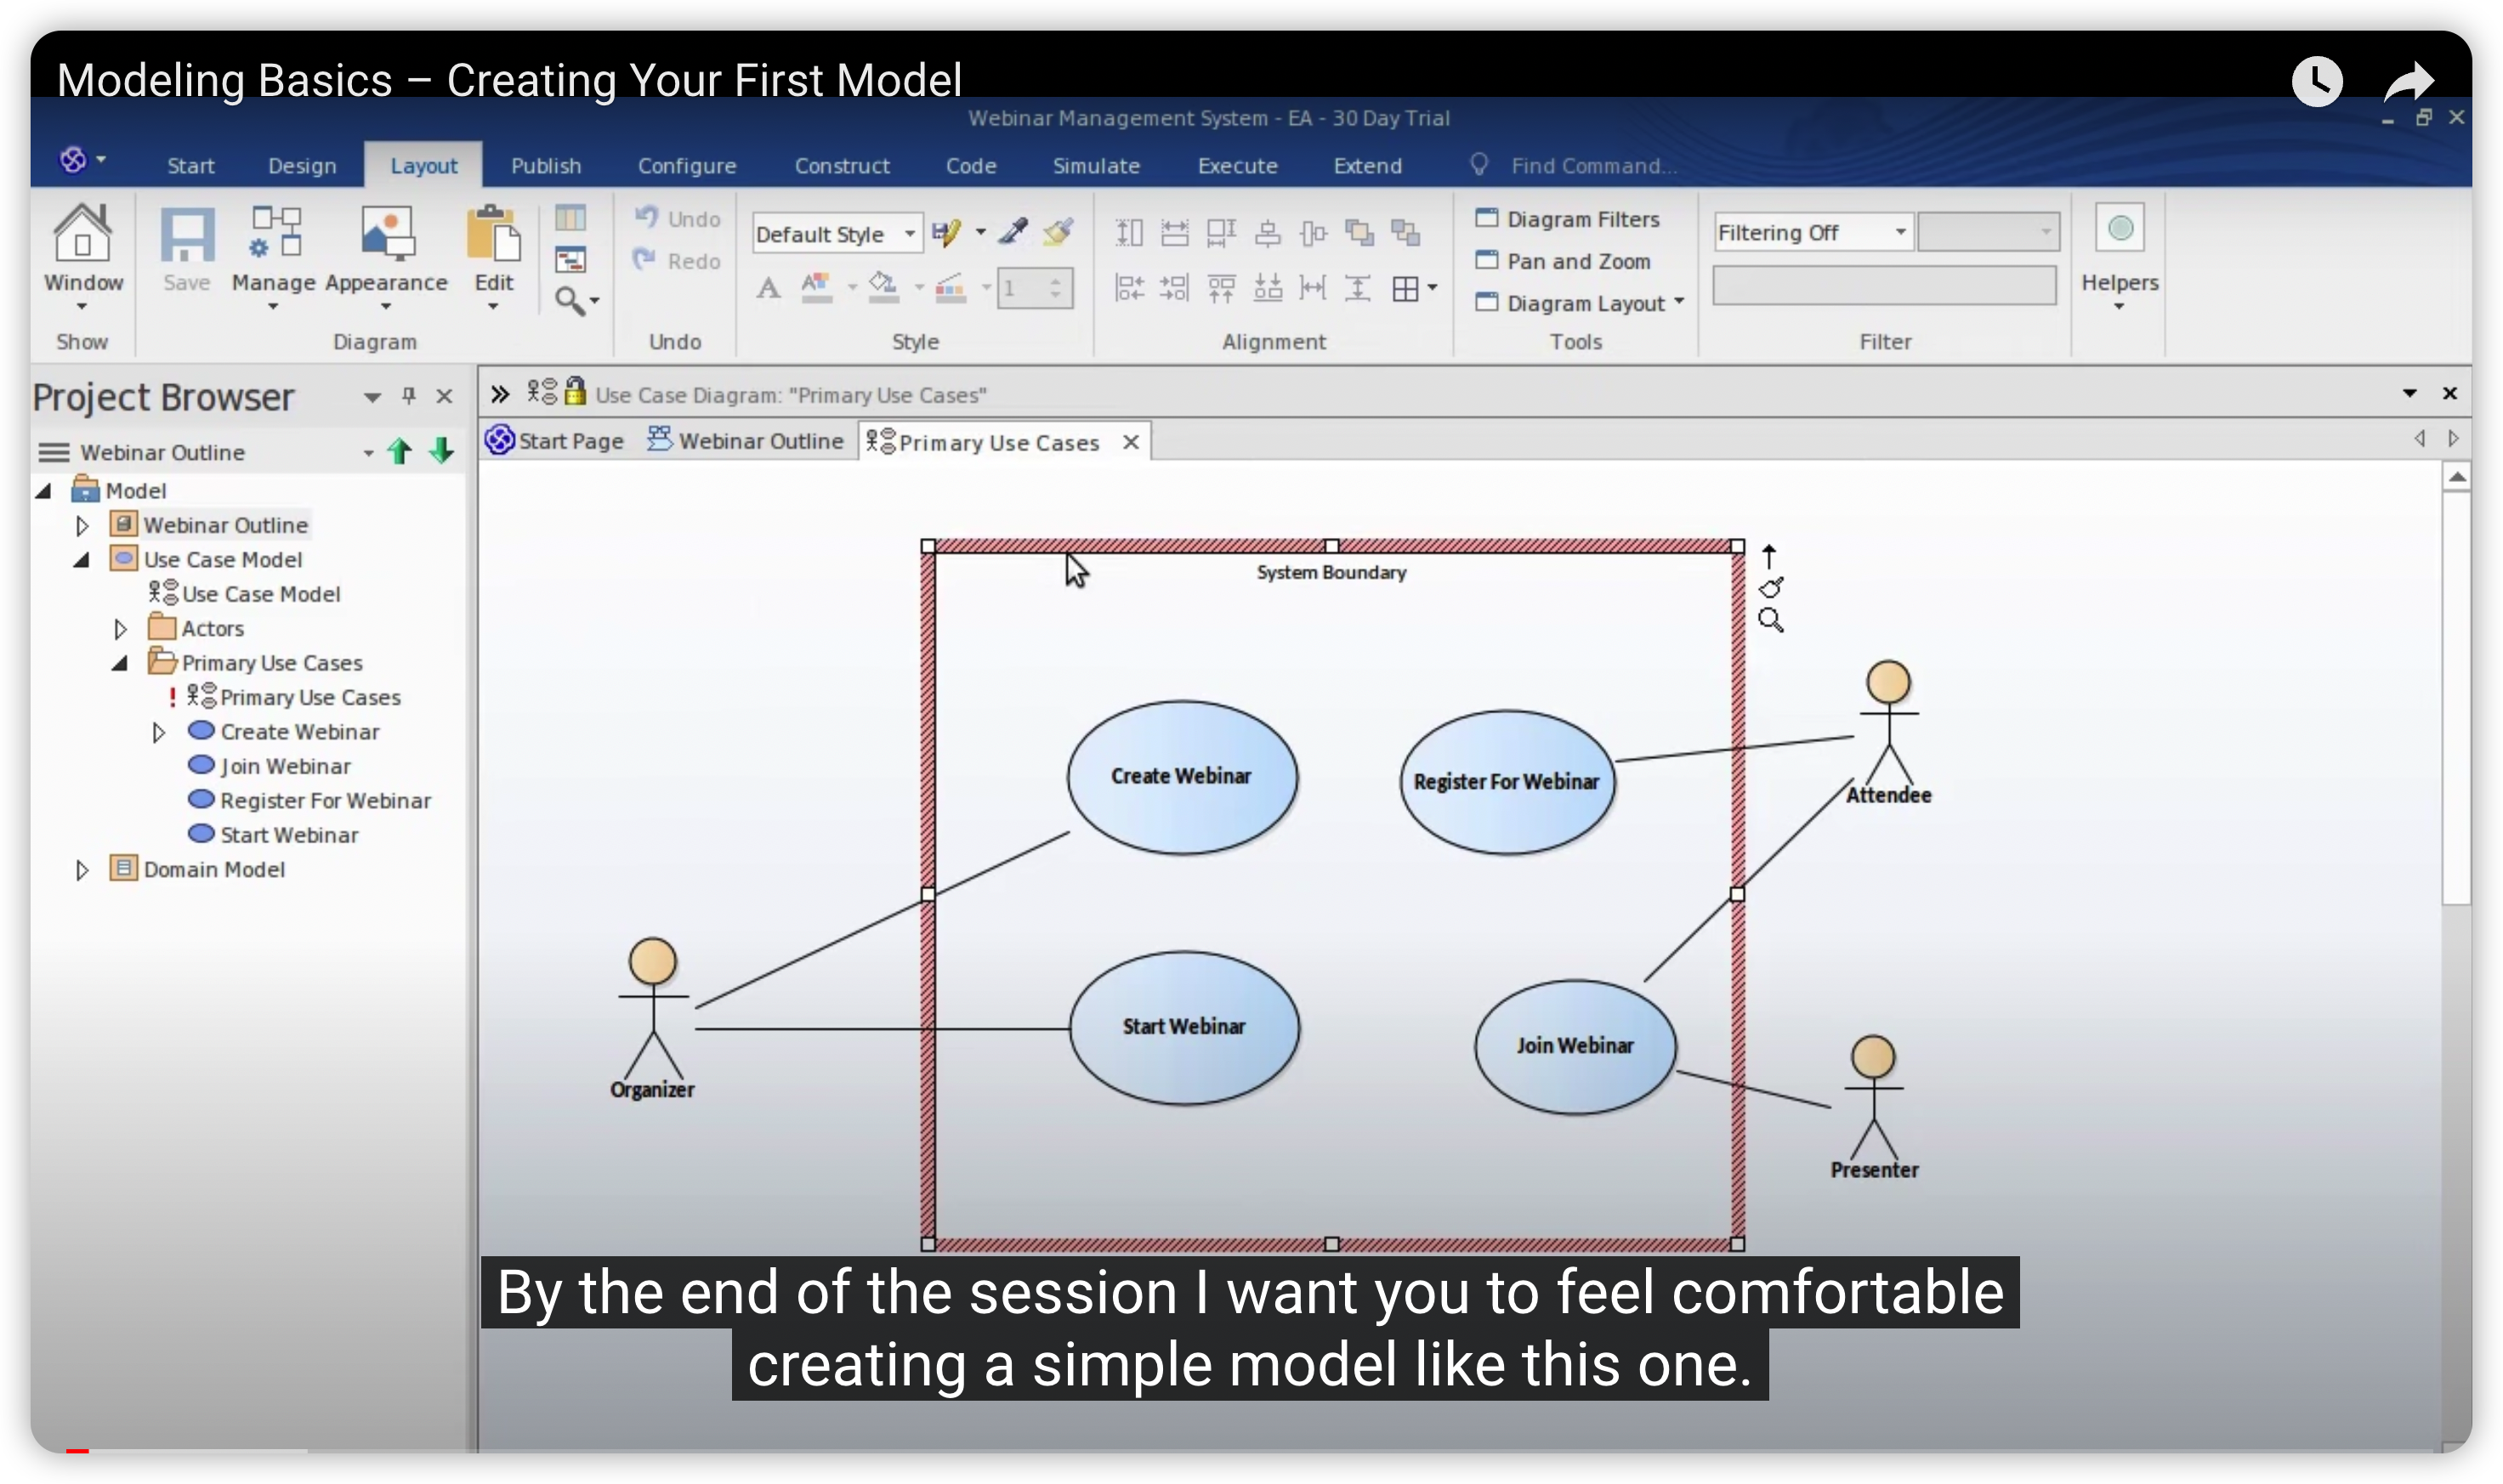 Modeling Basics – Creating Your First Model
Webinar Management System - EA - 30 Day Trial
Start Design Layout Publish Configure Construct Code Simulate Execute Extend Find Command...
Window
Show
Save Manage Appearance Edit
Diagram
Undo
Redo
Undo
Default Style
A
1
Style
Alignment
Diagram Filters
Pan and Zoom
Diagram Layout
Tools
Filtering Off
Filter
Helpers
Project Browser
Webinar Outline
Model
Webinar Outline
Use Case Model
Use Case Model
Actors
Primary Use Cases
! Primary Use Cases
Create Webinar
Join Webinar
Register For Webinar
Start Webinar
Domain Model
Use Case Diagram: "Primary Use Cases"
Start Page Webinar Outline Primary Use Cases
System Boundary
Create Webinar
Register For Webinar
Attendee
Start Webinar
Join Webinar
Organizer
Presenter
By the end of the session I want you to feel comfortable
creating a simple model like this one.